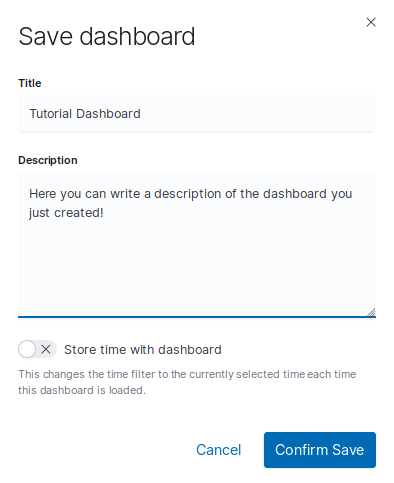 Save dashboard
Title
Tutorial Dashboard
Description
Here you can write a description of the dashboard you
just created!
Store time with dashboard
This changes the time filter to the currently selected time each time
this dashboard is loaded.
Cancel
Confirm Save